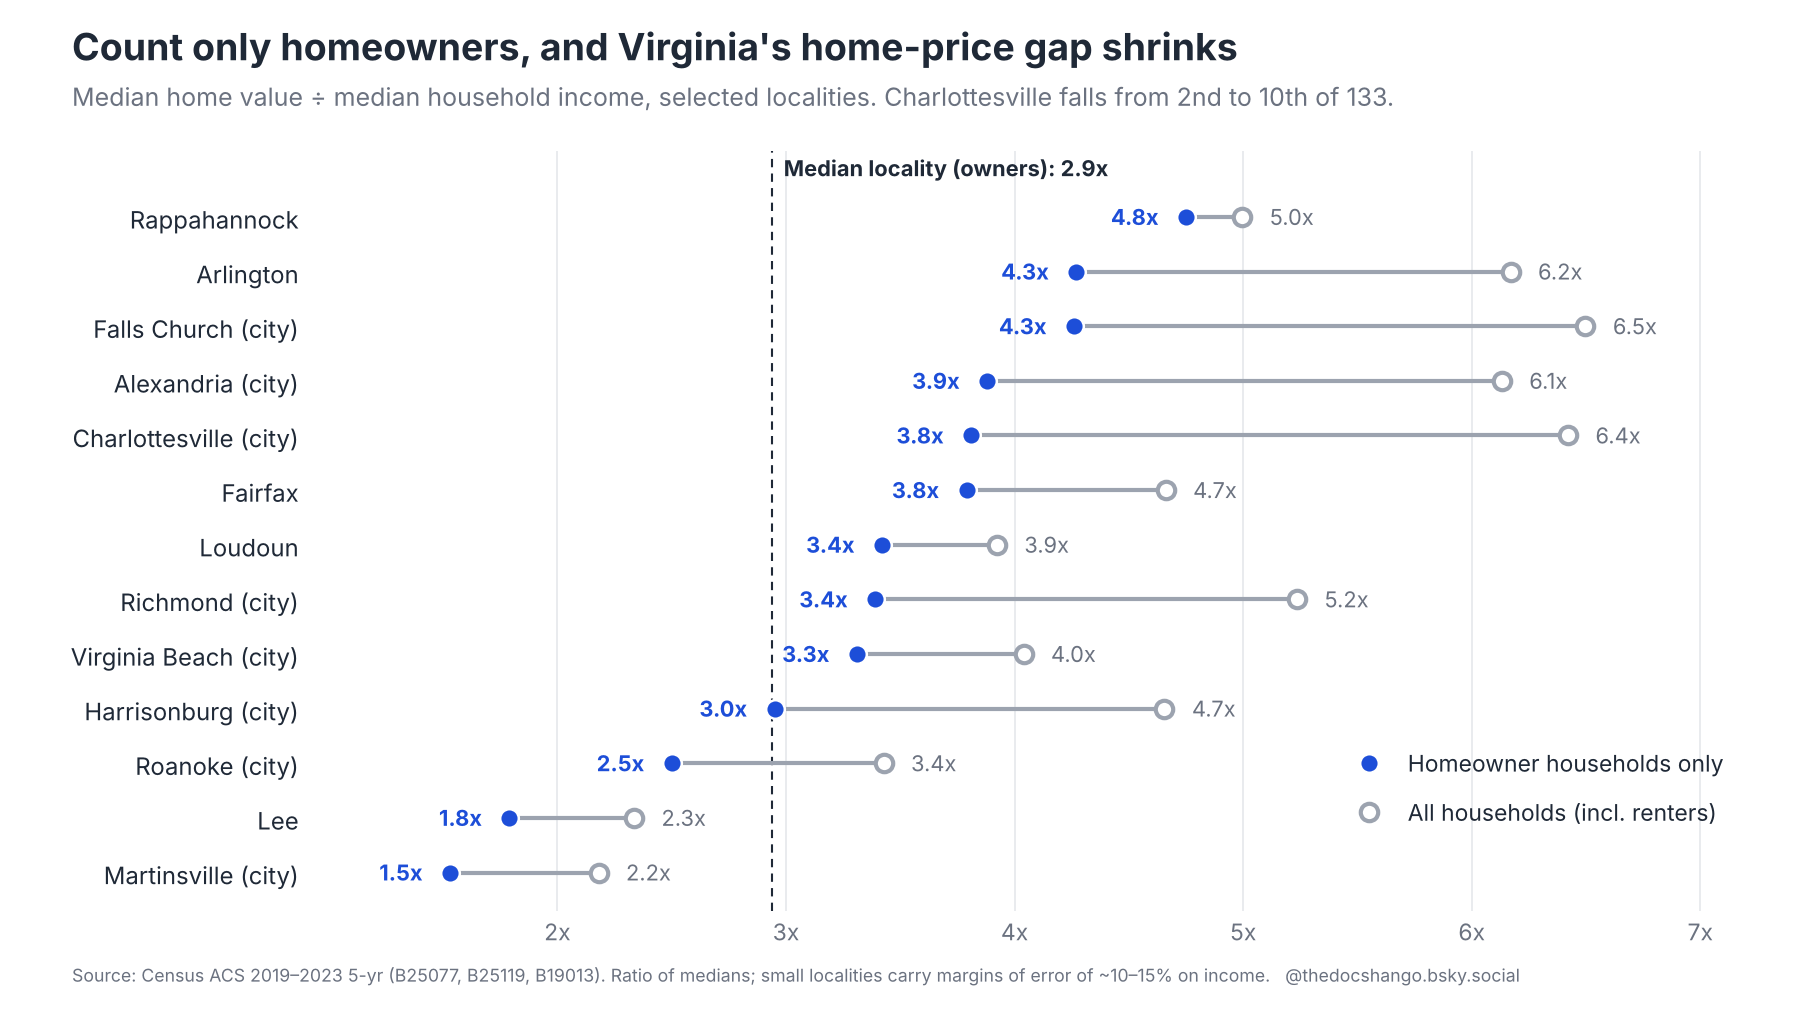 Count only homeowners, and Virginia's home-price gap shrinks
Median home value ÷ median household income, selected localities. Charlottesville falls from 2nd to 10th of 133.
Median locality (owners): 2.9x
Rappahannock 4.8x 5.0x
Arlington 4.3x 6.2x
Falls Church (city) 4.3x 6.5x
Alexandria (city) 3.9x 6.1x
Charlottesville (city) 3.8x 6.4x
Fairfax 3.8x 4.7x
Loudoun 3.4x 3.9x
Richmond (city) 3.4x 5.2x
Virginia Beach (city) 3.3x 4.0x
Harrisonburg (city) 3.0x 4.7x
Roanoke (city) 2.5x 3.4x
Homeowner households only
Lee 1.8x 2.3x
All households (incl. renters)
Martinsville (city) 1.5x 2.2x
2x 3x 4x 5x 6x 7x
Source: Census ACS 2019–2023 5-yr (B25077, B25119, B19013). Ratio of medians; small localities carry margins of error of ~10–15% on income. @thedocshango.bsky.social